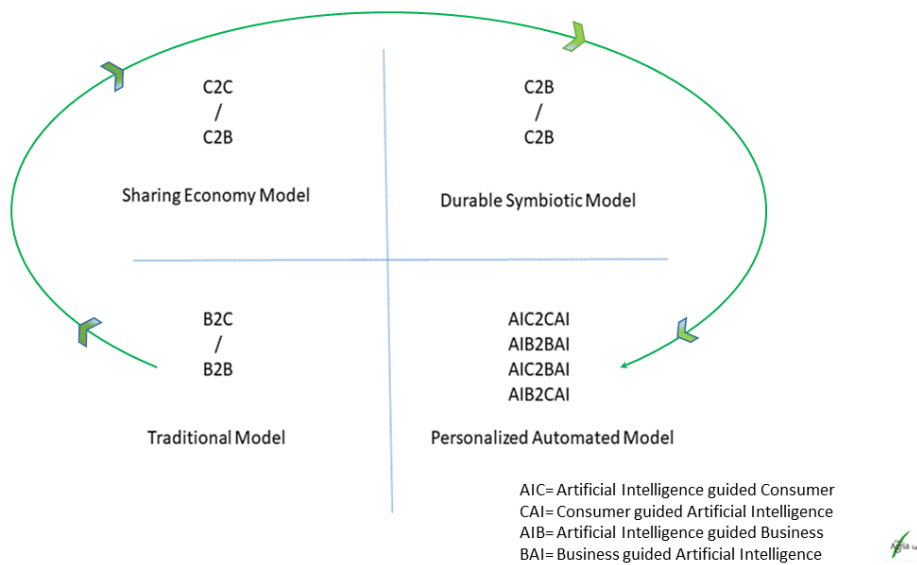 C2C
/
C2B
Sharing Economy Model
C2B
/
C2B
Durable Symbiotic Model
B2C
/
B2B
Traditional Model
AIC2CAI
AIB2BAI
AIC2BAI
AIB2CAI
Personalized Automated Model
AIC= Artificial Intelligence guided Consumer
CAI= Consumer guided Artificial Intelligence
AIB= Artificial Intelligence guided Business
BAI= Business guided Artificial Intelligence